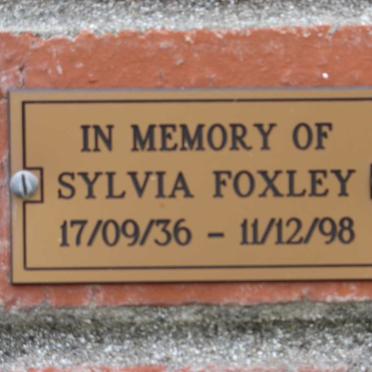 IN MEMORY OF
SYLVIA FOXLEY
17/09/36 - 11/12/98